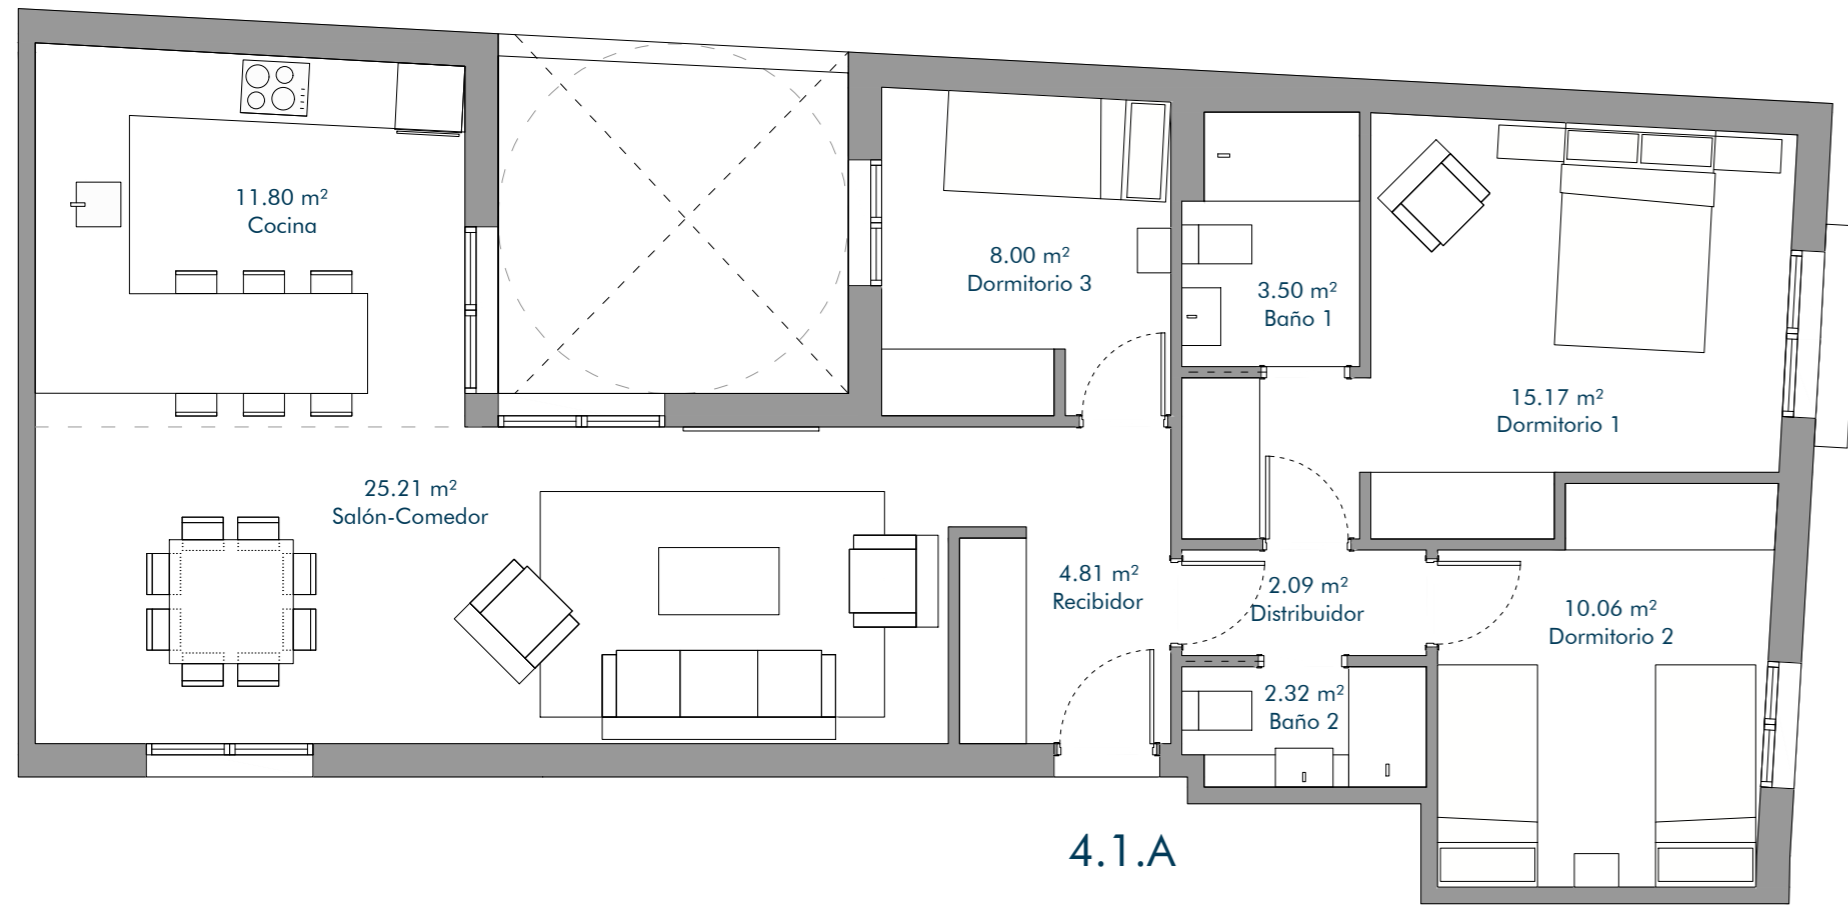 11.80 m²
Cocina
8.00 m²
Dormitorio 3
3.50 m²
Baño 1
15.17 m²
Dormitorio 1
25.21 m²
Salón-Comedor
4.81 m²
Recibidor
2.09 m²
Distribuidor
10.06 m²
Dormitorio 2
2.32 m²
Baño 2
4.1.A